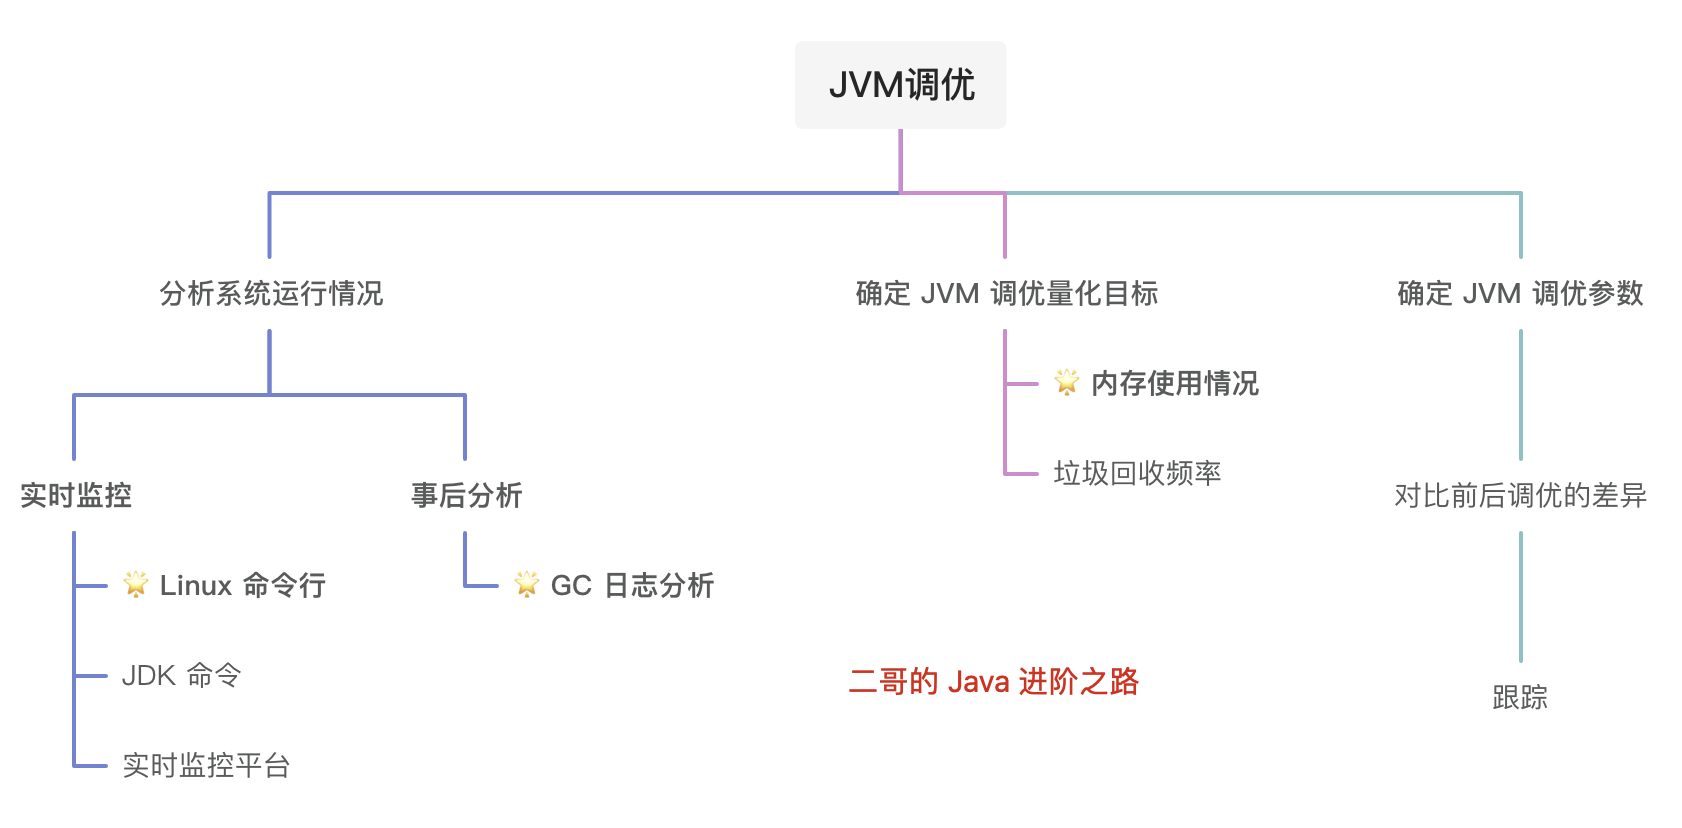 JVM调优
分析系统运行情况
确定 JVM 调优量化目标
确定 JVM 调优参数
🌟 内存使用情况
垃圾回收频率
实时监控
事后分析
对比前后调优的差异
🌟 Linux 命令行
🌟 GC 日志分析
JDK 命令
二哥的 Java 进阶之路
跟踪
实时监控平台